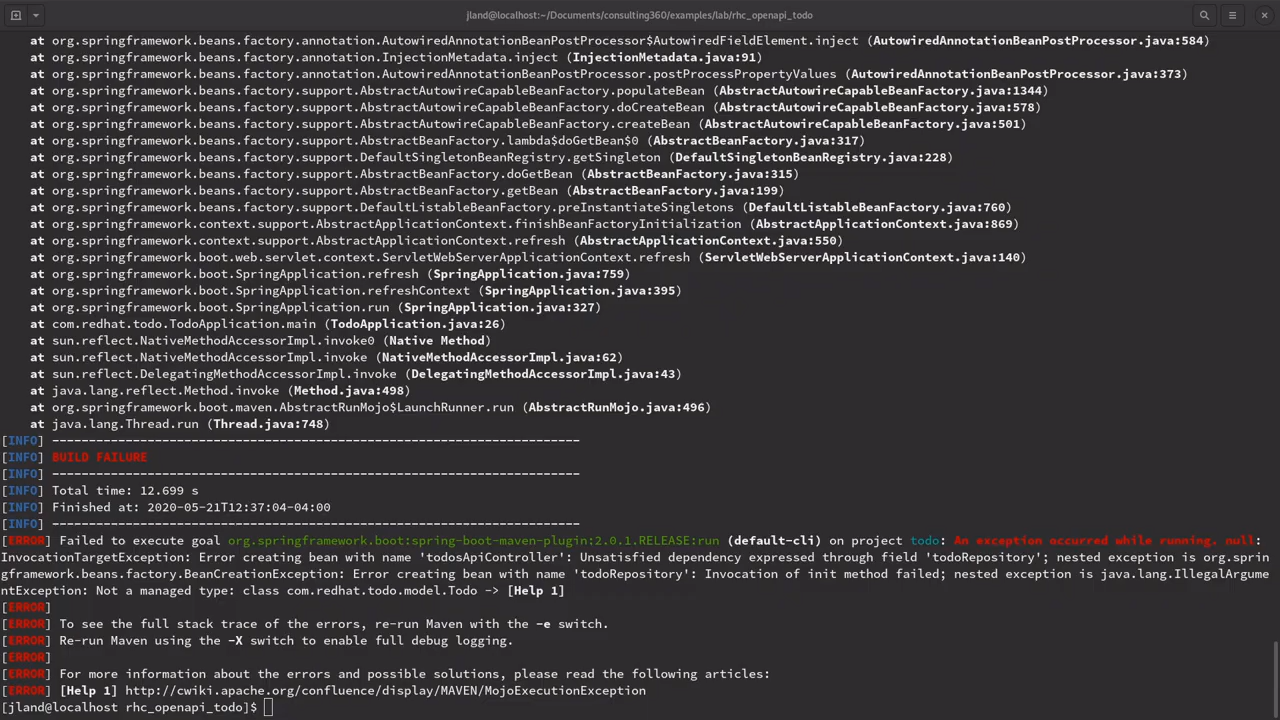 jland@localhost:~/Documents/consulting360/examples/lab/rhc_openapi_todo
at org.springframework.beans.factory.annotation.AutowiredAnnotationBeanPostProcessor$AutowiredFieldElement.inject (AutowiredAnnotationBeanPostProcessor.java:584)
at org.springframework.beans.factory.annotation.InjectionMetadata.inject (InjectionMetadata.java:91)
at org.springframework.beans.factory.annotation.AutowiredAnnotationBeanPostProcessor.postProcessPropertyValues (AutowiredAnnotationBeanPostProcessor.java:373)
at org.springframework.beans.factory.support.AbstractAutowireCapableBeanFactory.populateBean (AbstractAutowireCapableBeanFactory.java:1344)
at org.springframework.beans.factory.support.AbstractAutowireCapableBeanFactory.doCreateBean (AbstractAutowireCapableBeanFactory.java:578)
at org.springframework.beans.factory.support.AbstractAutowireCapableBeanFactory.createBean (AbstractAutowireCapableBeanFactory.java:501)
at org.springframework.beans.factory.support.AbstractBeanFactory.lambda$doGetBean$0 (AbstractBeanFactory.java:317)
at org.springframework.beans.factory.support.DefaultSingletonBeanRegistry.getSingleton (DefaultSingletonBeanRegistry.java:228)
at org.springframework.beans.factory.support.AbstractBeanFactory.doGetBean (AbstractBeanFactory.java:315)
at org.springframework.beans.factory.support.AbstractBeanFactory.getBean (AbstractBeanFactory.java:199)
at org.springframework.beans.factory.support.DefaultListableBeanFactory.preInstantiateSingletons (DefaultListableBeanFactory.java:760)
at org.springframework.context.support.AbstractApplicationContext.finishBeanFactoryInitialization (AbstractApplicationContext.java:869)
at org.springframework.context.support.AbstractApplicationContext.refresh (AbstractApplicationContext.java:550)
at org.springframework.boot.web.servlet.context.ServletWebServerApplicationContext.refresh (ServletWebServerApplicationContext.java:140)
at org.springframework.boot.SpringApplication.refresh (SpringApplication.java:759)
at org.springframework.boot.SpringApplication.refreshContext (SpringApplication.java:395)
at org.springframework.boot.SpringApplication.run (SpringApplication.java:327)
at com.redhat.todo.TodoApplication.main (TodoApplication.java:26)
at sun.reflect.NativeMethodAccessorImpl.invoke0 (Native Method)
at sun.reflect.NativeMethodAccessorImpl.invoke (NativeMethodAccessorImpl.java:62)
at sun.reflect.DelegatingMethodAccessorImpl.invoke (DelegatingMethodAccessorImpl.java:43)
at java.lang.reflect.Method.invoke (Method.java:498)
at org.springframework.boot.maven.AbstractRunMojo$LaunchRunner.run (AbstractRunMojo.java:496)
at java.lang.Thread.run (Thread.java:748)
[INFO] ------------------------------------------------------------------------
[INFO] BUILD FAILURE
[INFO] ------------------------------------------------------------------------
[INFO] Total time: 12.699 s
[INFO] Finished at: 2020-05-21T12:37:04-04:00
[INFO] ------------------------------------------------------------------------
[ERROR] Failed to execute goal org.springframework.boot:spring-boot-maven-plugin:2.0.1.RELEASE:run (default-cli) on project todo: An exception occurred while running. null:
InvocationTargetException: Error creating bean with name 'todosApiController': Unsatisfied dependency expressed through field 'todoRepository'; nested exception is org.sprin
gframework.beans.factory.BeanCreationException: Error creating bean with name 'todoRepository': Invocation of init method failed; nested exception is java.lang.IllegalArgume
ntException: Not a managed type: class com.redhat.todo.model.Todo -> [Help 1]
[ERROR]
[ERROR] To see the full stack trace of the errors, re-run Maven with the -e switch.
[ERROR] Re-run Maven using the -X switch to enable full debug logging.
[ERROR]
[ERROR] For more information about the errors and possible solutions, please read the following articles:
[ERROR] [Help 1] http://cwiki.apache.org/confluence/display/MAVEN/MojoExecutionException
[jland@localhost rhc_openapi_todo]$